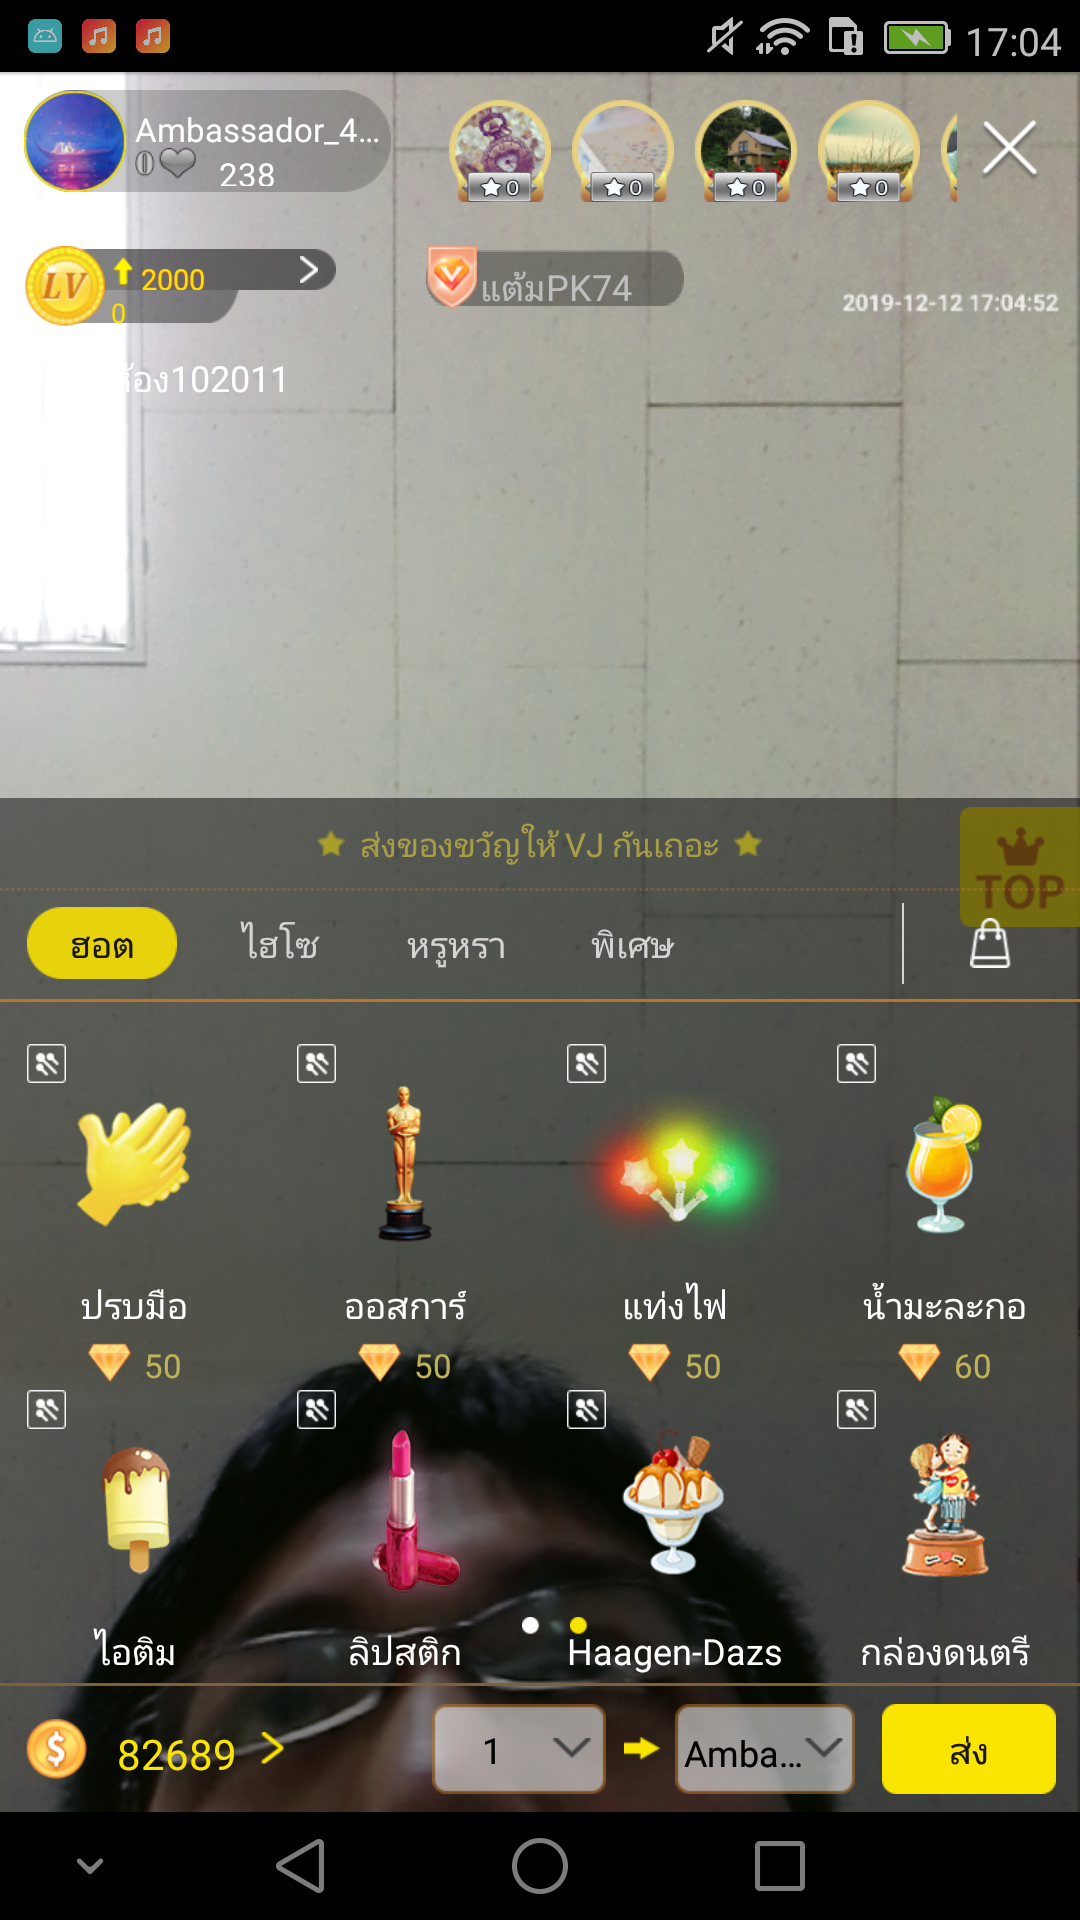 17:04
Ambassador_4...
0
238
0
0
0
0
LV
2000
0
แต้มPK74
2019-12-12 17:04:52
ห้อง102011
ส่งของขวัญให้ VJ กันเถอะ
TOP
ฮอต
ไฮโซ
หรูหรา
พิเศษ
ปรบมือ
ออสการ์
แท่งไฟ
น้ำมะละกอ
50
50
50
60
ไอติม
ลิปสติก
Haagen-Dazs
กล่องดนตรี
82689
1
Amba...
ส่ง